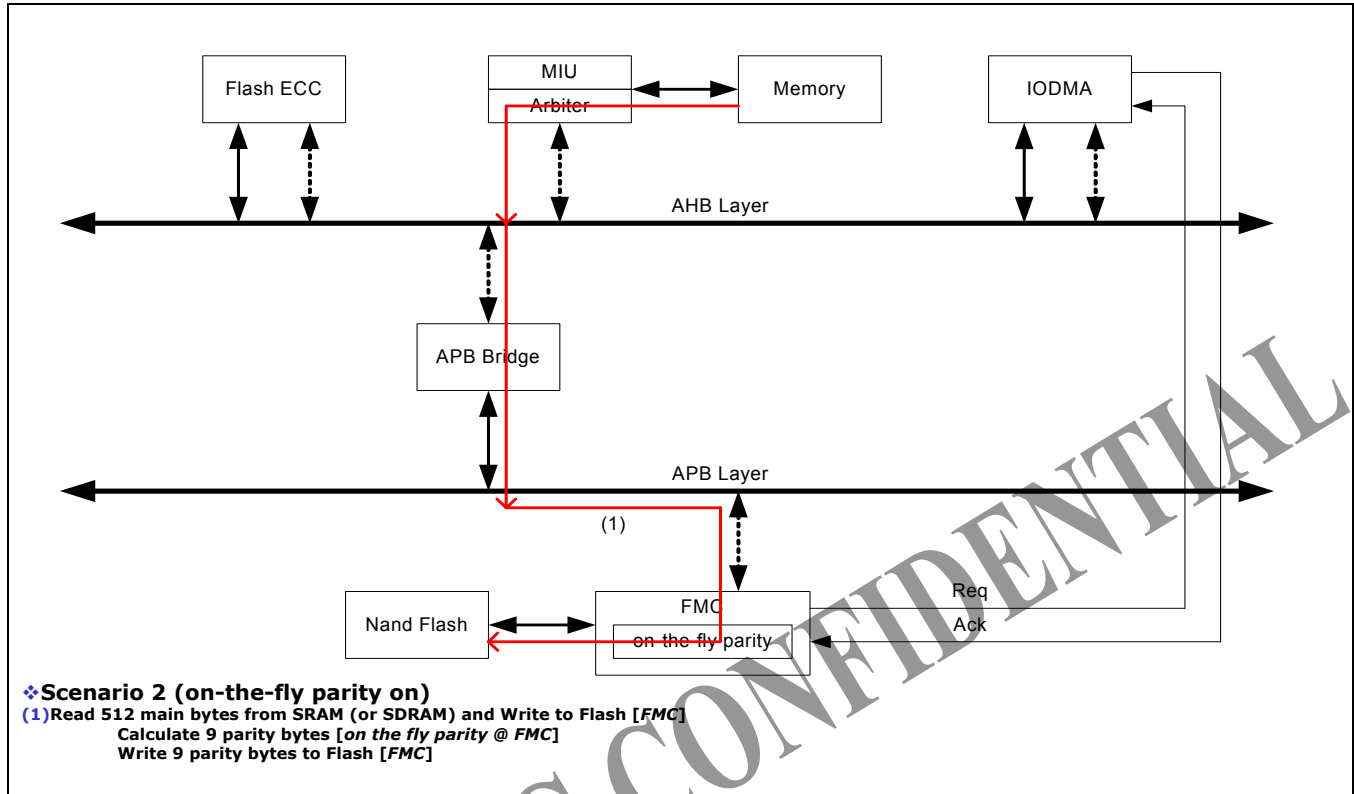 Flash ECC
MIU
Arbiter
Memory
IODMA
AHB Layer
APB Bridge
APB Layer
(1)
Nand Flash
FMC
on-the-fly parity
Req
Ack
CONFIDENTIAL
❖Scenario 2 (on-the-fly parity on)
(1)Read 512 main bytes from SRAM (or SDRAM) and Write to Flash [FMC]
Calculate 9 parity bytes [on the fly parity @ FMC]
Write 9 parity bytes to Flash [FMC]